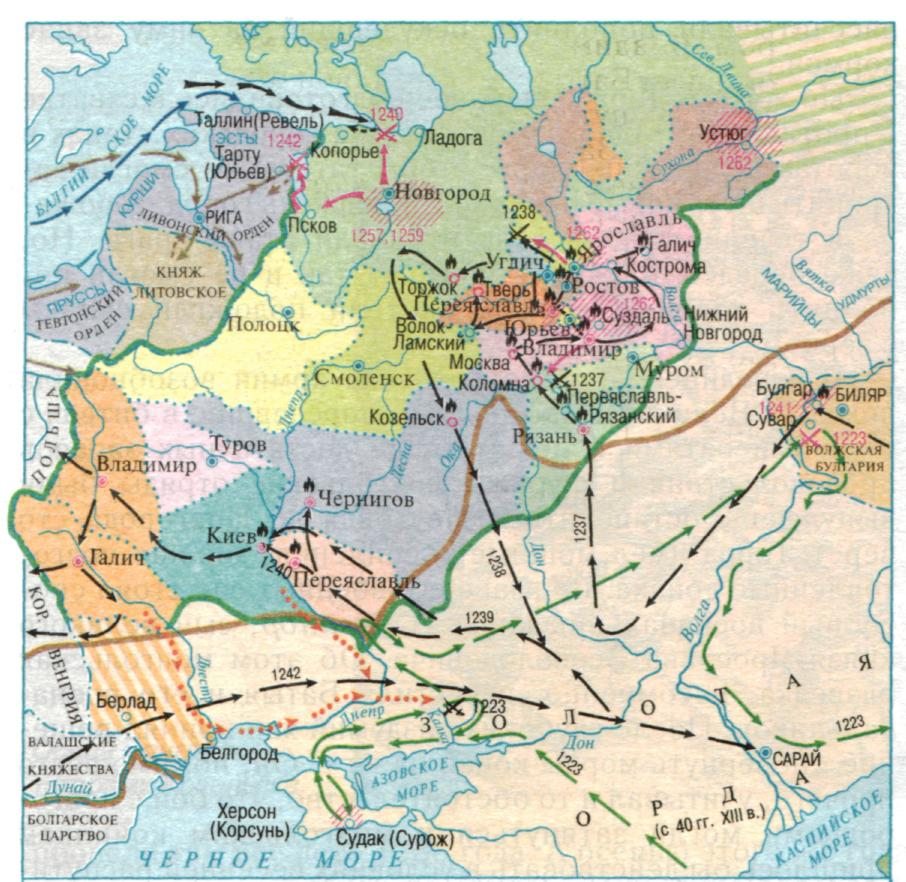 Сев. Двина
БАЛТИЙСКОЕ МОРЕ
Таллин(Ревель)
1240
ЭСТЫ
1242
Копорье
Ладога
Устюг
1262
Тарту
(Юрьев)
Сухона
Новгород
КУРШИ
РИГА
ЛИВОНСКИЙ ОРДЕН
Псков
1257, 1259
1238
1262
Ярославль
Галич
Кострома
Углич
КНЯЖ.
ЛИТОВСКОЕ
Торжок
Тверь
Ростов
Переяславль
1262
Волга
Вятка
УДМУРТЫ
МАРИЙЦЫ
ПРУССЫ
ТЕВТОНСКИЙ
ОРДЕН
Полоцк
Волок-
Ламский
Юрьев
Суздаль
Нижний
Новгород
Москва
Владимир
Смоленск
Коломна
1237
Муром
Днепр
Переяславль-
Рязанский
Булгар
БИЛЯР
1241
Сувар
1223
ПОЛЬША
Козельск
Рязань
ВОЛЖСКАЯ
БУЛГАРИЯ
Туров
Десна
Ока
Владимир
Чернигов
Киев
1237
Дон
Галич
1240
Переяславль
1238
Волга
КОР.
ВЕНГРИЯ
1239
Днестр
1242
Берлад
Днепр
Калка
1223
ЗОЛОТАЯ
1223
Белгород
Дон
САРАЙ
ВАЛАШСКИЕ
КНЯЖЕСТВА
1223
АЗОВСКОЕ
МОРЕ
Дунай
ОРДА
(с 40гг. XIII в.)
БОЛГАРСКОЕ
ЦАРСТВО
Херсон
(Корсунь)
Судак (Сурож)
ЧЕРНОЕ МОРЕ
КАСПИЙСКОЕ
МОРЕ